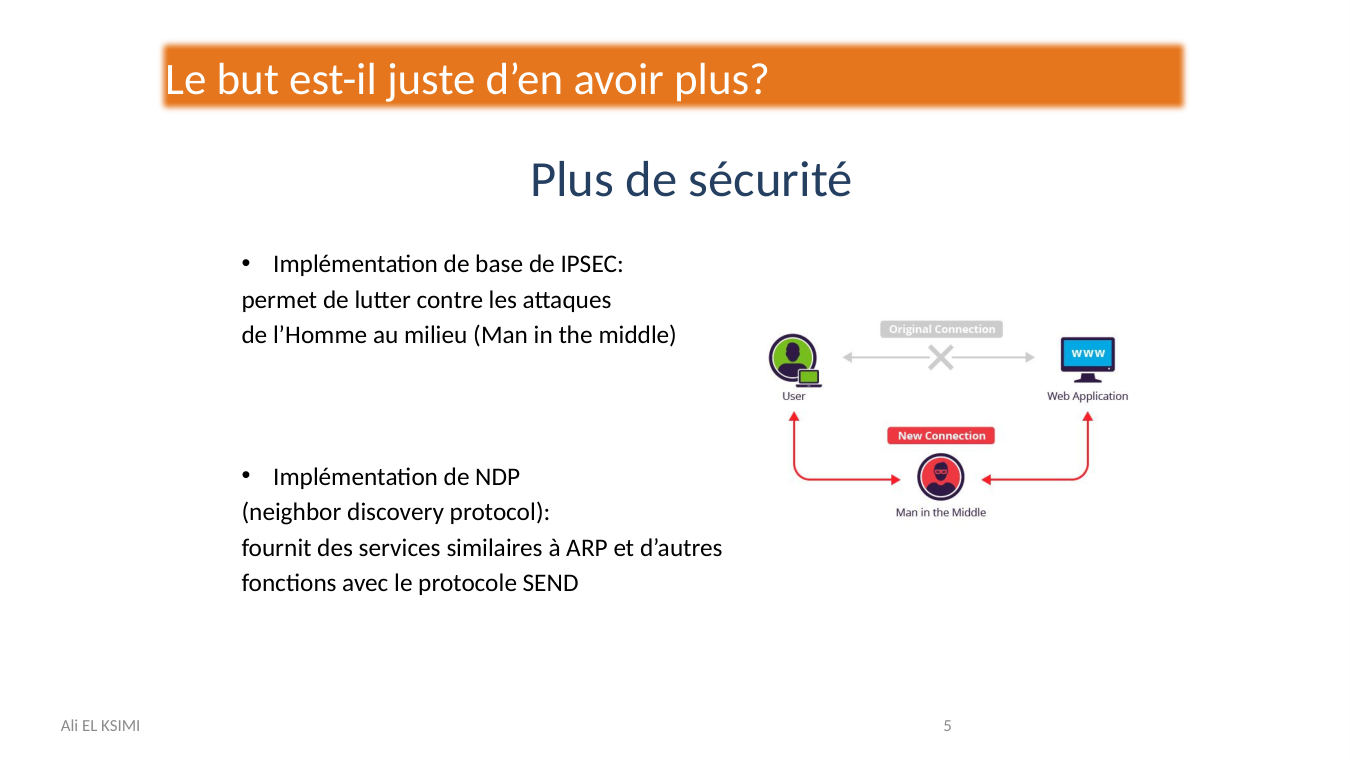 Le but est-il juste d’en avoir plus?
Plus de sécurité
• Implémentation de base de IPSEC:
permet de lutter contre les attaques
de l’Homme au milieu (Man in the middle)
Original Connection
www
User
Web Application
New Connection
Man in the Middle
• Implémentation de NDP
(neighbor discovery protocol):
fournit des services similaires à ARP et d’autres
fonctions avec le protocole SEND
Ali EL KSIMI
5